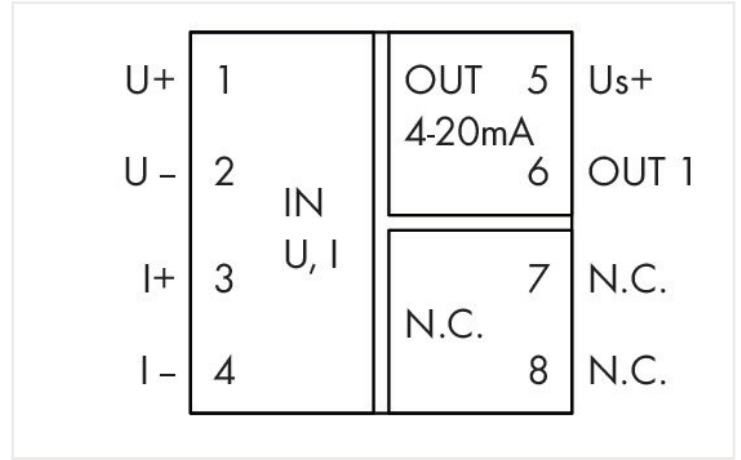 U+ 1 OUT 5 Us+
4-20mA
U – 2 6 OUT 1
IN
U, I
I+ 3 7 N.C.
N.C.
I – 4 8 N.C.